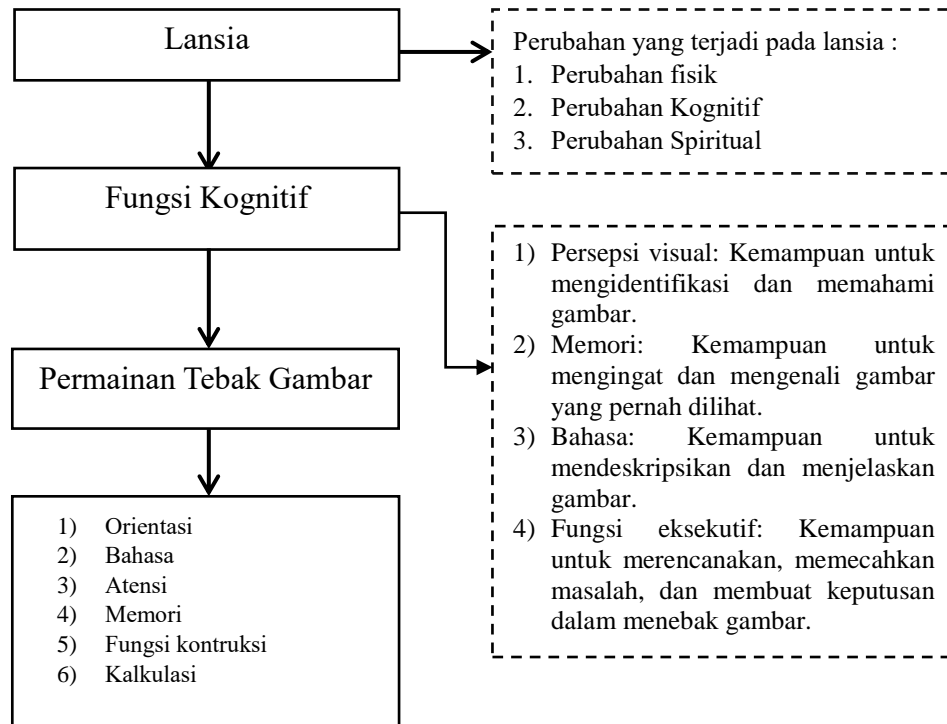 Lansia
Perubahan yang terjadi pada lansia :
1. Perubahan fisik
2. Perubahan Kognitif
3. Perubahan Spiritual
Fungsi Kognitif
1) Persepsi visual: Kemampuan untuk
mengidentifikasi dan memahami
gambar.
2) Memori: Kemampuan untuk
mengingat dan mengenali gambar
yang pernah dilihat.
3) Bahasa: Kemampuan untuk
mendeskripsikan dan menjelaskan
gambar.
4) Fungsi eksekutif: Kemampuan
untuk merencanakan, memecahkan
masalah, dan membuat keputusan
dalam menebak gambar.
Permainan Tebak Gambar
1) Orientasi
2) Bahasa
3) Atensi
4) Memori
5) Fungsi kontruksi
6) Kalkulasi